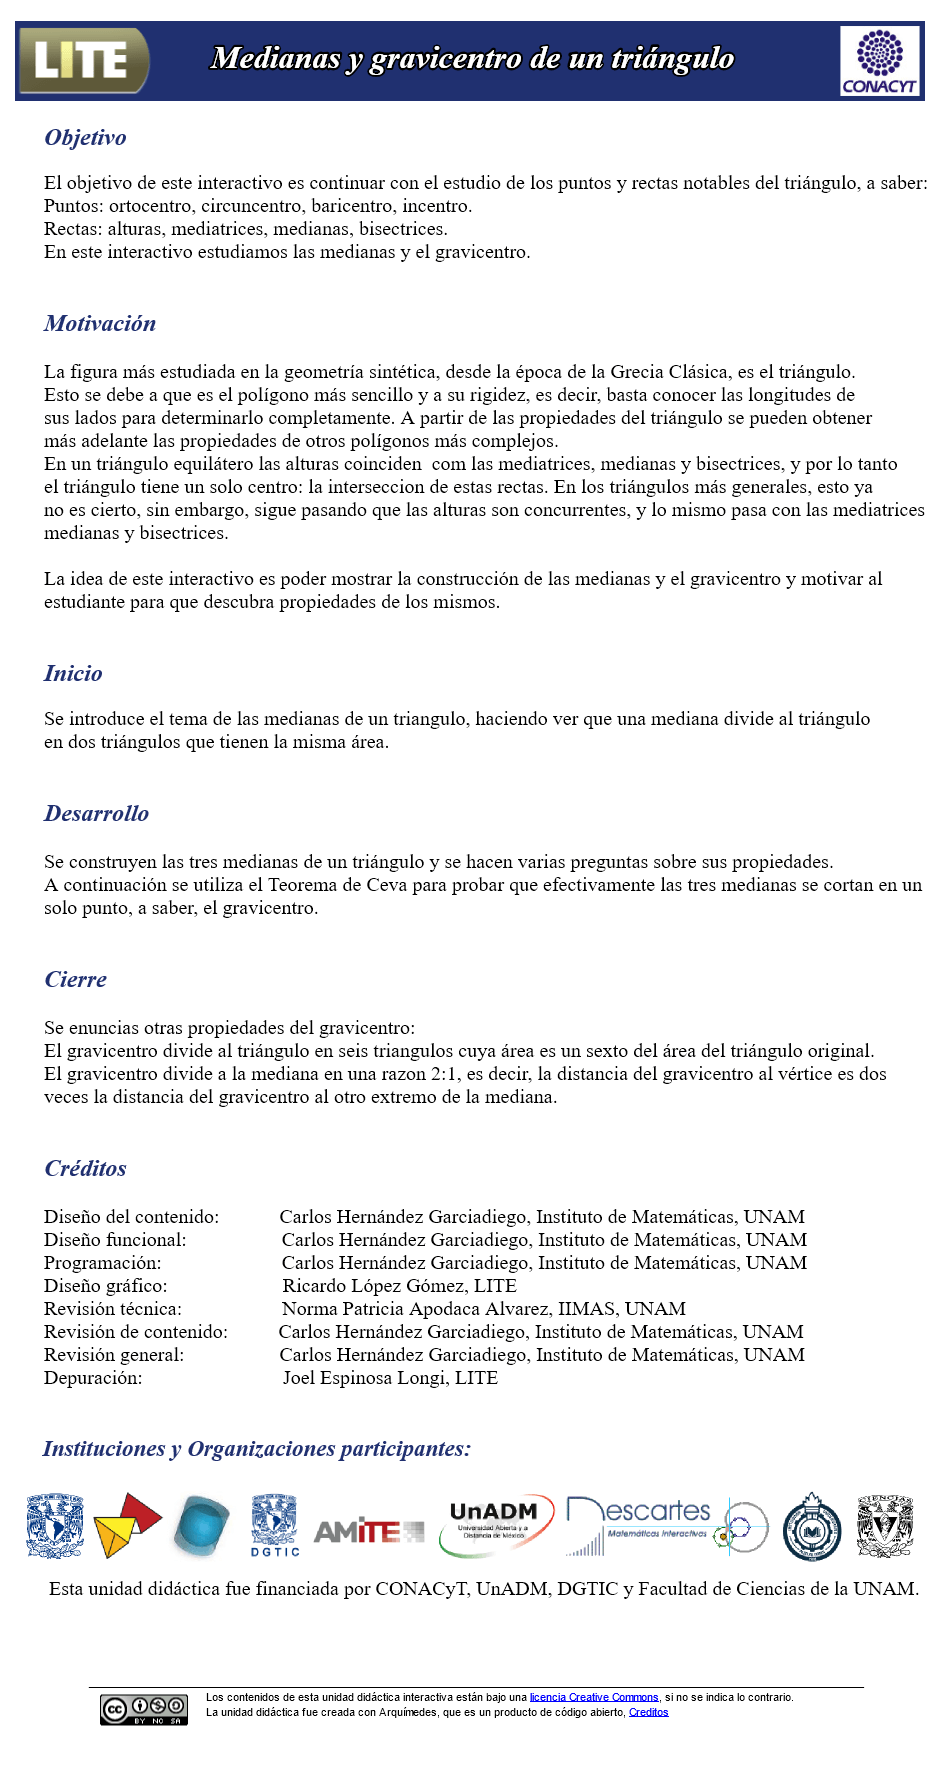 LITE
Medianas y gravicentro de un triángulo
CONACYT
Objetivo
El objetivo de este interactivo es continuar con el estudio de los puntos y rectas notables del triángulo, a saber:
Puntos: ortocentro, circuncentro, baricentro, incentro.
Rectas: alturas, mediatrices, medianas, bisectrices.
En este interactivo estudiamos las medianas y el gravicentro.
Motivación
La figura más estudiada en la geometría sintética, desde la época de la Grecia Clásica, es el triángulo.
Esto se debe a que es el polígono más sencillo y a su rigidez, es decir, basta conocer las longitudes de
sus lados para determinarlo completamente. A partir de las propiedades del triángulo se pueden obtener
más adelante las propiedades de otros polígonos más complejos.
En un triángulo equilátero las alturas coinciden  com las mediatrices, medianas y bisectrices, y por lo tanto
el triángulo tiene un solo centro: la interseccion de estas rectas. En los triángulos más generales, esto ya
no es cierto, sin embargo, sigue pasando que las alturas son concurrentes, y lo mismo pasa con las mediatrices
medianas y bisectrices.
La idea de este interactivo es poder mostrar la construcción de las medianas y el gravicentro y motivar al
estudiante para que descubra propiedades de los mismos.
Inicio
Se introduce el tema de las medianas de un triangulo, haciendo ver que una mediana divide al triángulo
en dos triángulos que tienen la misma área.
Desarrollo
Se construyen las tres medianas de un triángulo y se hacen varias preguntas sobre sus propiedades.
A continuación se utiliza el Teorema de Ceva para probar que efectivamente las tres medianas se cortan en un
solo punto, a saber, el gravicentro.
Cierre
Se enuncias otras propiedades del gravicentro:
El gravicentro divide al triángulo en seis triangulos cuya área es un sexto del área del triángulo original.
El gravicentro divide a la mediana en una razon 2:1, es decir, la distancia del gravicentro al vértice es dos
veces la distancia del gravicentro al otro extremo de la mediana.
Créditos
Diseño del contenido: Carlos Hernández Garciadiego, Instituto de Matemáticas, UNAM
Diseño funcional: Carlos Hernández Garciadiego, Instituto de Matemáticas, UNAM
Programación: Carlos Hernández Garciadiego, Instituto de Matemáticas, UNAM
Diseño gráfico: Ricardo López Gómez, LITE
Revisión técnica: Norma Patricia Apodaca Alvarez, IIMAS, UNAM
Revisión de contenido: Carlos Hernández Garciadiego, Instituto de Matemáticas, UNAM
Revisión general: Carlos Hernández Garciadiego, Instituto de Matemáticas, UNAM
Depuración: Joel Espinosa Longi, LITE
Instituciones y Organizaciones participantes:
DGTIC
AMITE
UnADM
Universidad Abierta y a
Distancia de México
Descartes
Matemáticas Interactivas
CIENCIAS
Esta unidad didáctica fue financiada por CONACyT, UnADM, DGTIC y Facultad de Ciencias de la UNAM.
cc
BY NC SA
Los contenidos de esta unidad didáctica interactiva están bajo una licencia Creative Commons, si no se indica lo contrario.
La unidad didáctica fue creada con Arquímedes, que es un producto de código abierto, Creditos